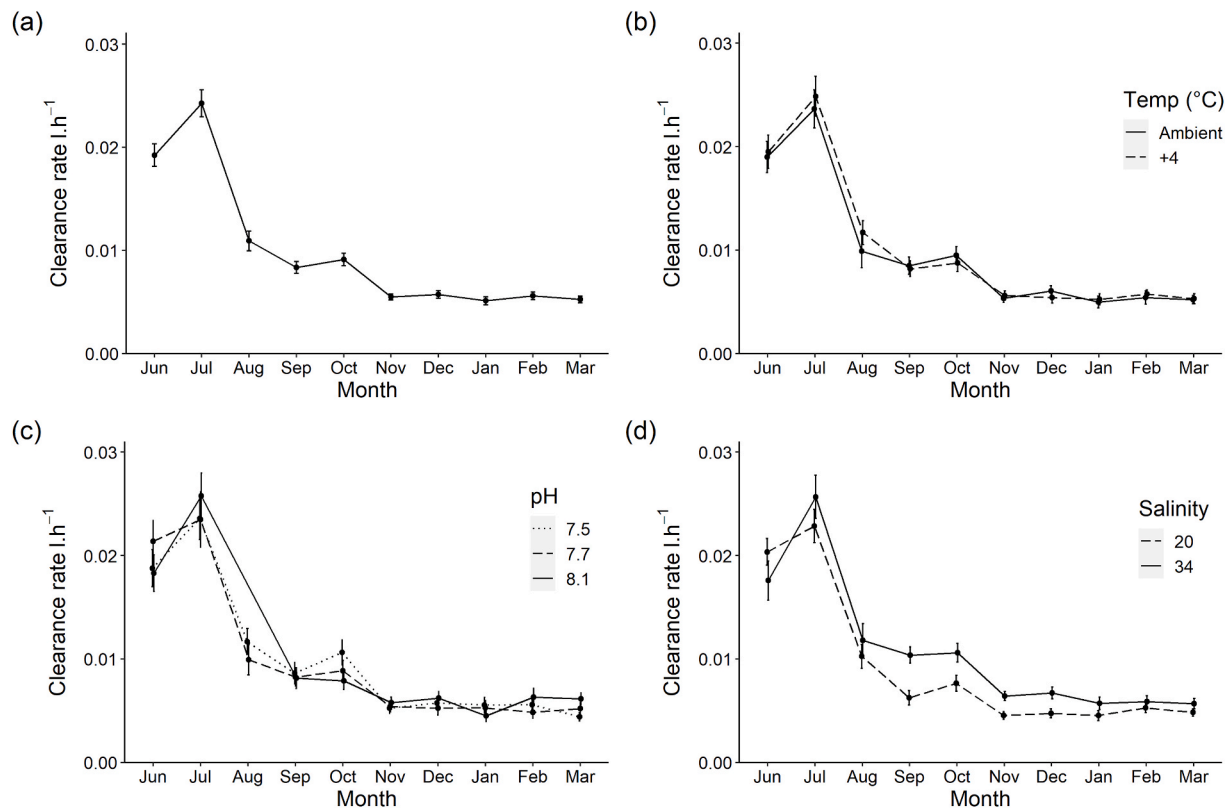 (a)
0.03
0.02
0.01
0.00
Clearance rate l.h⁻¹
Jun Jul Aug Sep Oct Nov Dec Jan Feb Mar
Month
(b)
0.03
0.02
0.01
0.00
Clearance rate l.h⁻¹
Jun Jul Aug Sep Oct Nov Dec Jan Feb Mar
Month
Temp (°C)
Ambient
+4
(c)
0.03
0.02
0.01
0.00
Clearance rate l.h⁻¹
Jun Jul Aug Sep Oct Nov Dec Jan Feb Mar
Month
pH
7.5
7.7
8.1
(d)
0.03
0.02
0.01
0.00
Clearance rate l.h⁻¹
Jun Jul Aug Sep Oct Nov Dec Jan Feb Mar
Month
Salinity
20
34